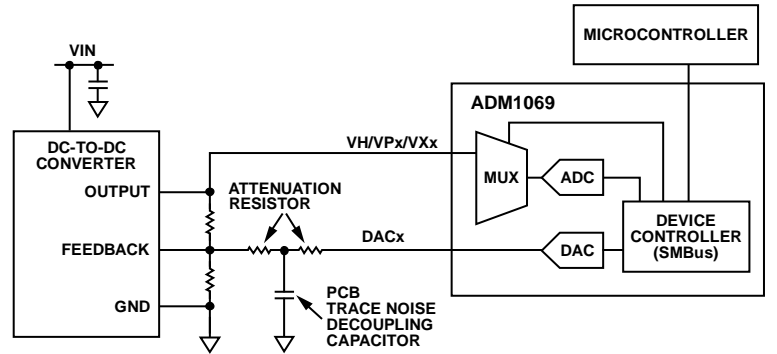 MICROCONTROLLER
VIN
ADM1069
DC-TO-DC
CONVERTER
VH/VPx/VXx
MUX
ADC
OUTPUT
ATTENUATION
RESISTOR
DEVICE
CONTROLLER
(SMBus)
FEEDBACK
DACx
DAC
GND
PCB
TRACE NOISE
DECOUPLING
CAPACITOR